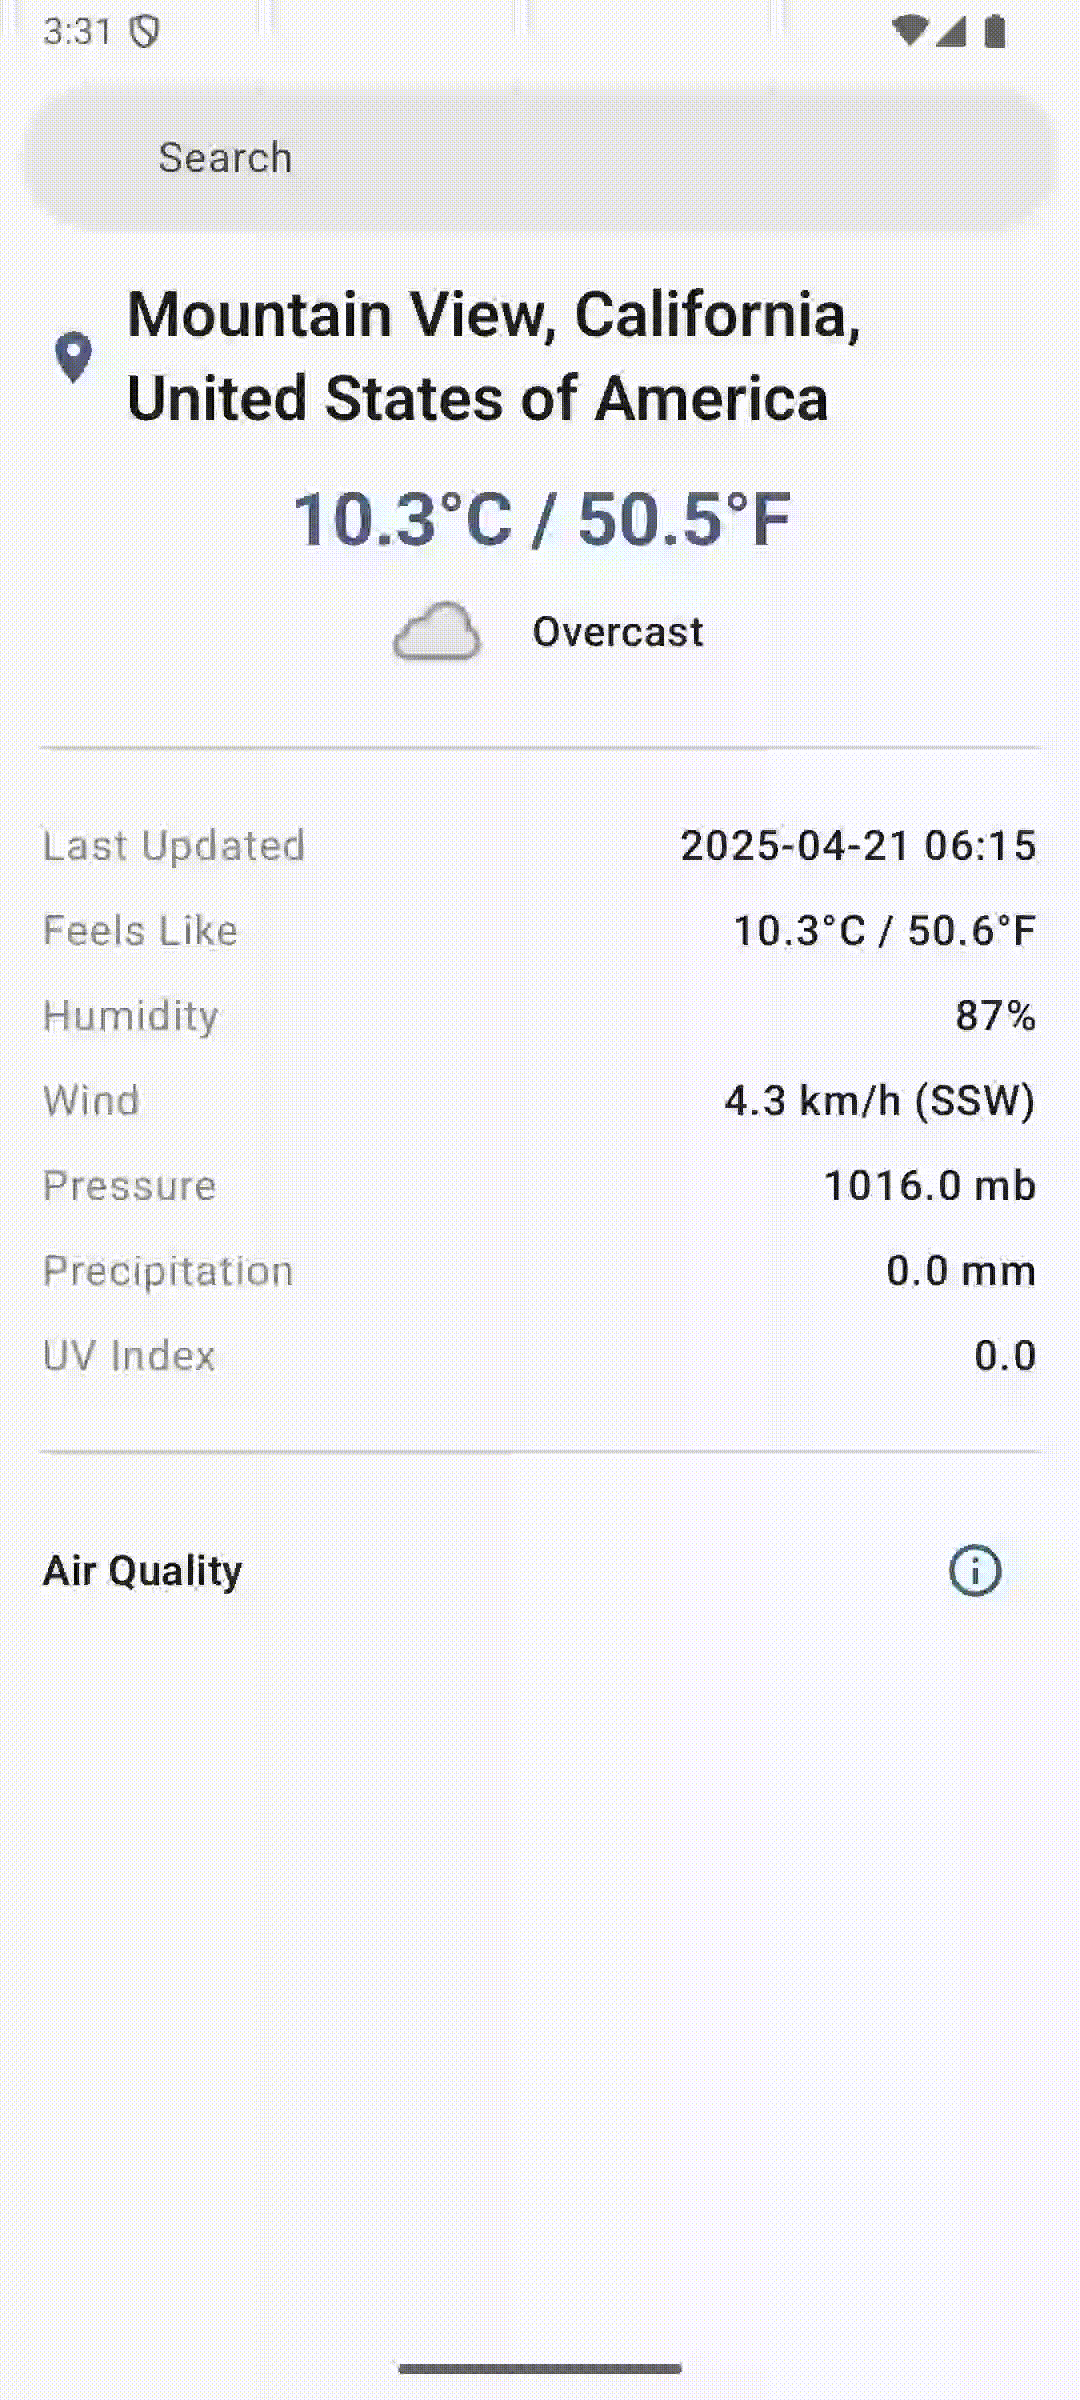 3:31
Search
Mountain View, California,
United States of America
10.3°C / 50.5°F
Overcast
Last Updated 2025-04-21 06:15
Feels Like 10.3°C / 50.6°F
Humidity 87%
Wind 4.3 km/h (SSW)
Pressure 1016.0 mb
Precipitation 0.0 mm
UV Index 0.0
Air Quality